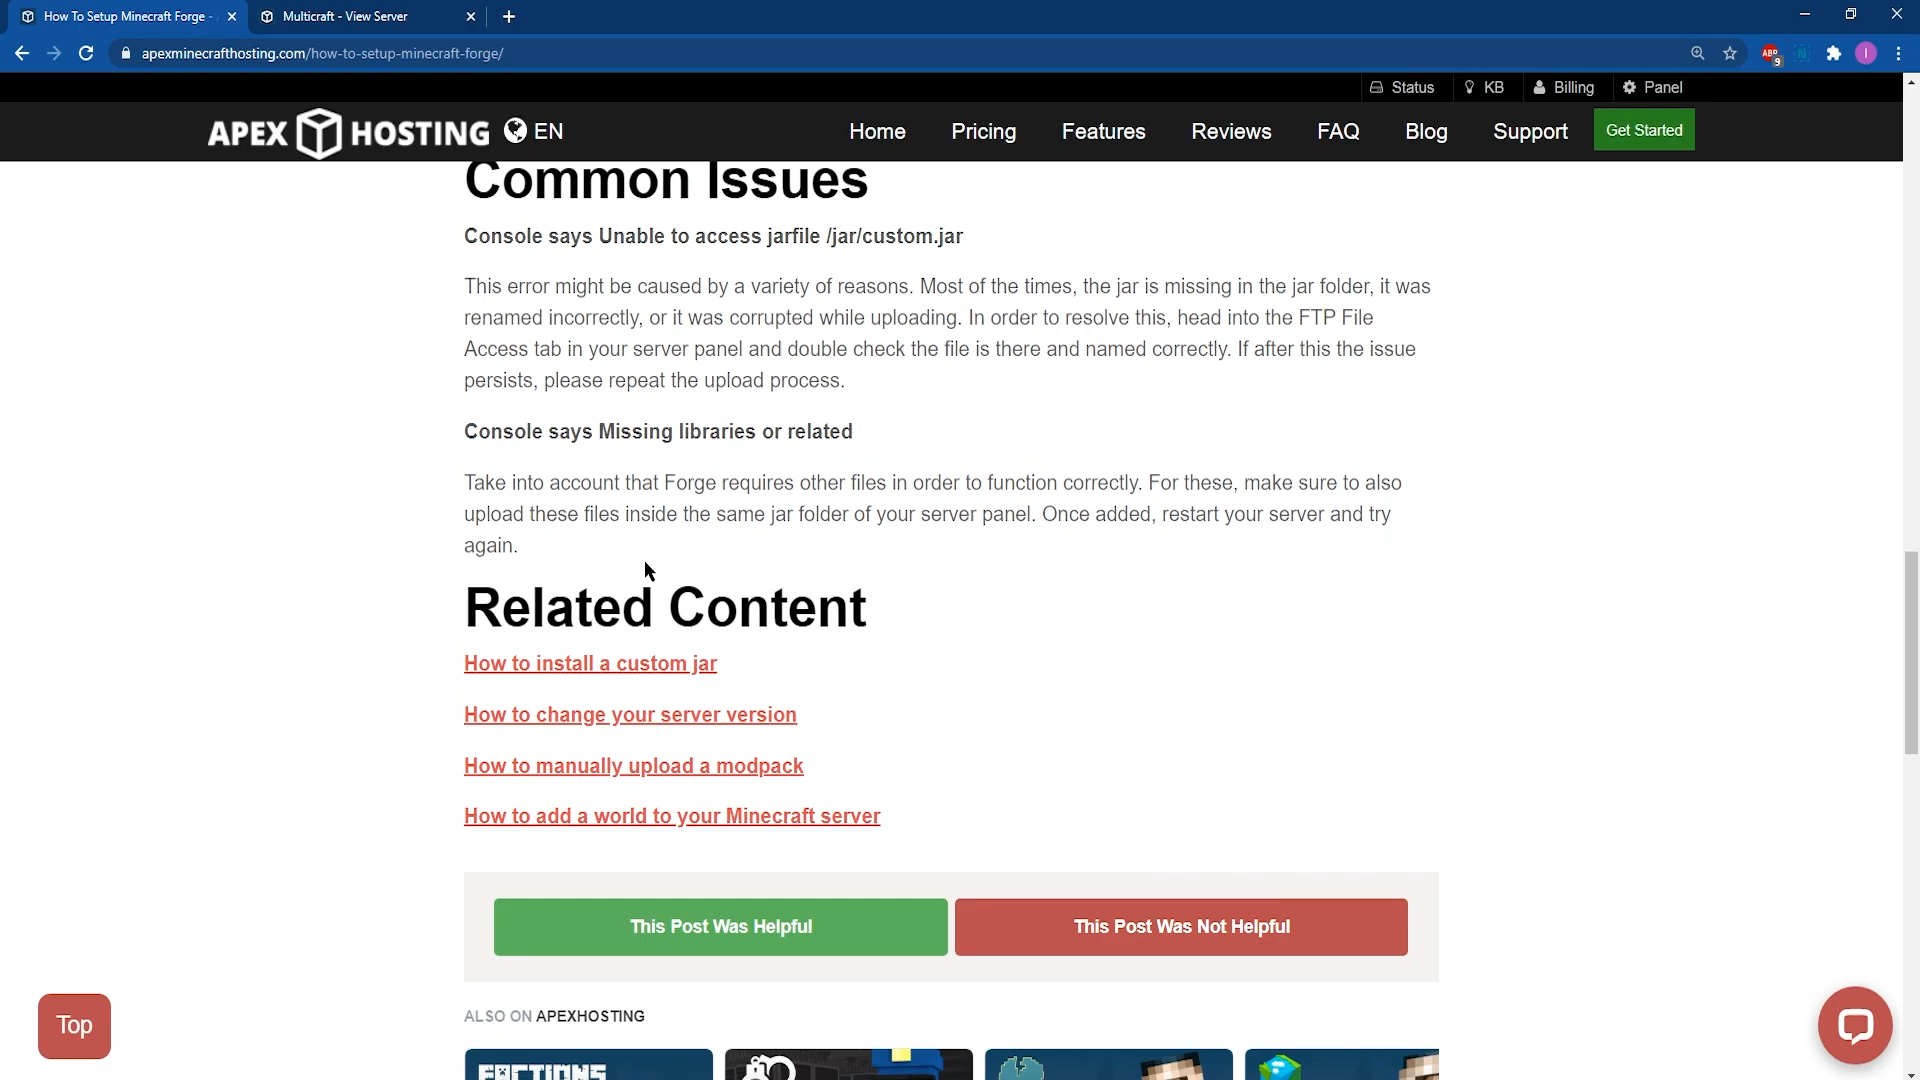 How To Setup Minecraft Forge -
Multicraft - View Server
apexminecrafthosting.com/how-to-setup-minecraft-forge/
ABP
9
N
I
Status
KB
Billing
Panel
APEX HOSTING
EN
Home
Pricing
Features
Reviews
FAQ
Blog
Support
Get Started
Common Issues
Console says Unable to access jarfile /jar/custom.jar
This error might be caused by a variety of reasons. Most of the times, the jar is missing in the jar folder, it was
renamed incorrectly, or it was corrupted while uploading. In order to resolve this, head into the FTP File
Access tab in your server panel and double check the file is there and named correctly. If after this the issue
persists, please repeat the upload process.
Console says Missing libraries or related
Take into account that Forge requires other files in order to function correctly. For these, make sure to also
upload these files inside the same jar folder of your server panel. Once added, restart your server and try
again.
Related Content
How to install a custom jar
How to change your server version
How to manually upload a modpack
How to add a world to your Minecraft server
This Post Was Helpful
This Post Was Not Helpful
Top
ALSO ON APEXHOSTING
FACTIONS